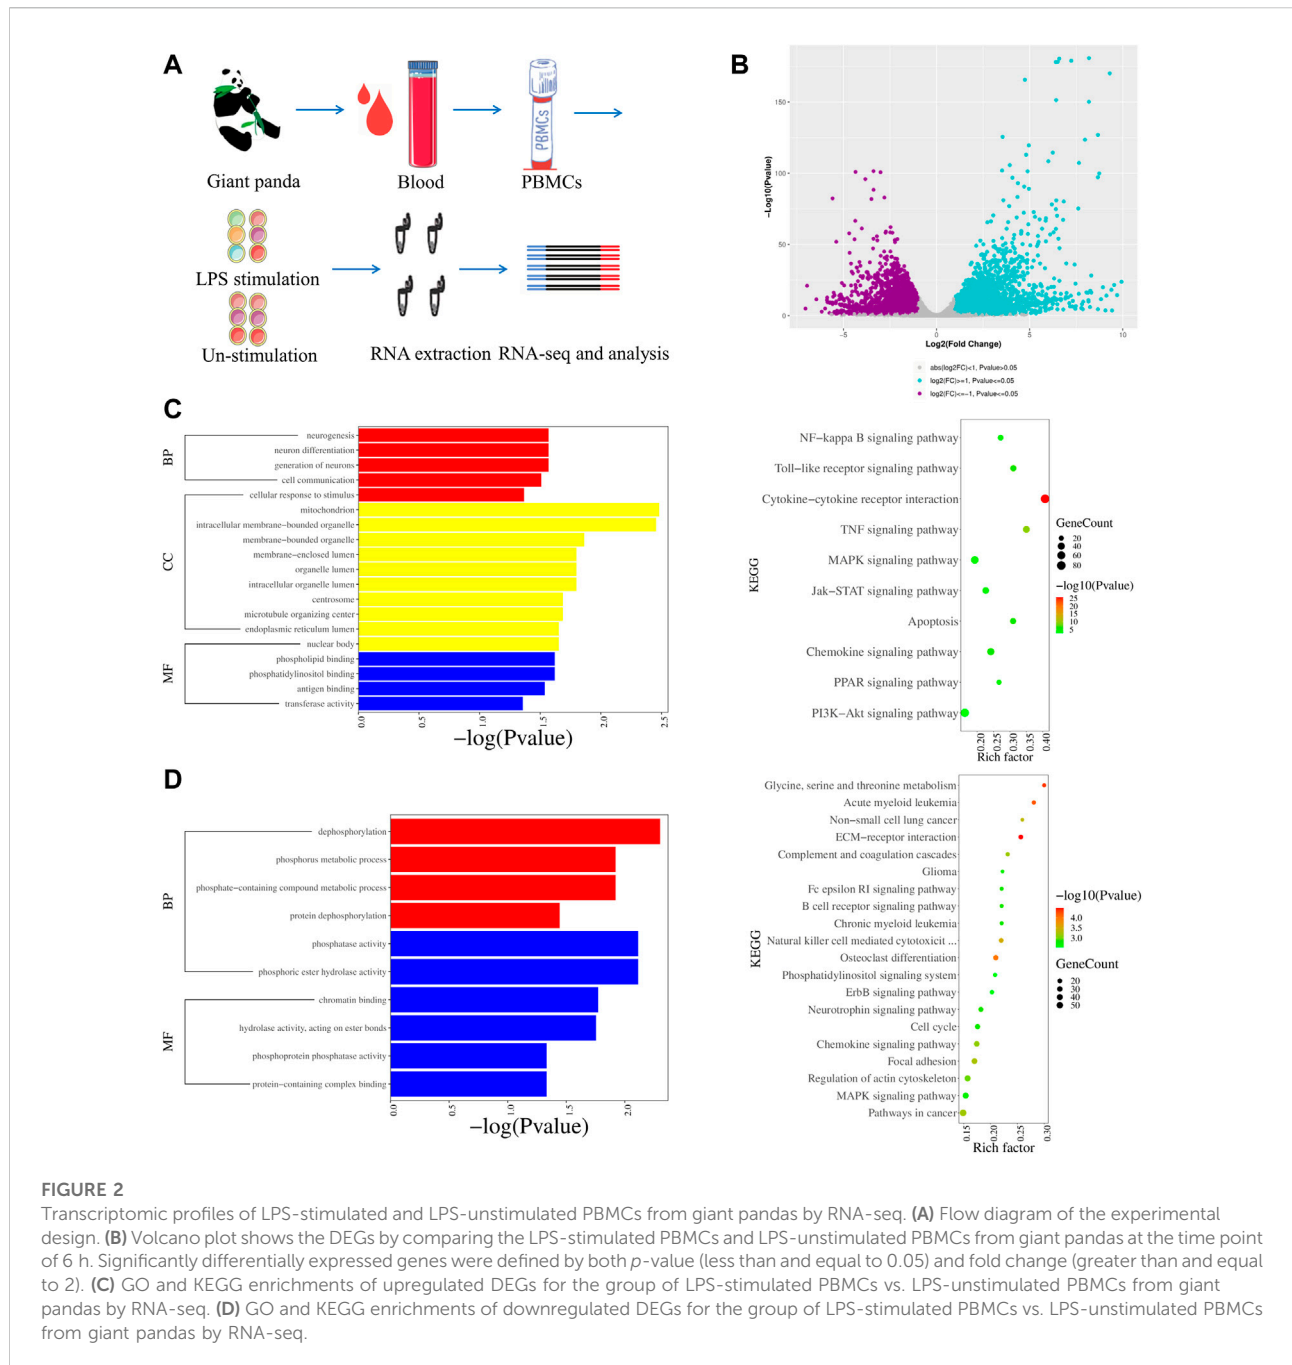 A
Giant panda
Blood
PBMCs
PBMCs
LPS stimulation
Un-stimulation
RNA extraction
RNA-seq and analysis
B
−Log10(Pvalue)
150
100
50
0
-5
0
5
10
Log2(Fold Change)
abs(log2FC)<1, Pvalue>0.05
log2(FC)>=1, Pvalue<=0.05
log2(FC)<=-1, Pvalue<=0.05
C
BP
CC
MF
neurogenesis
neuron differentiation
generation of neurons
cell communication
cellular response to stimulus
mitochondrion
intracellular membrane−bounded organelle
membrane−bounded organelle
membrane−enclosed lumen
organelle lumen
intracellular organelle lumen
centrosome
microtubule organizing center
endoplasmic reticulum lumen
nuclear body
phospholipid binding
phosphatidylinositol binding
antigen binding
transferase activity
0.0
0.5
1.0
1.5
2.0
2.5
−log(Pvalue)
KEGG
NF−kappa B signaling pathway
Toll−like receptor signaling pathway
Cytokine−cytokine receptor interaction
TNF signaling pathway
MAPK signaling pathway
Jak−STAT signaling pathway
Apoptosis
Chemokine signaling pathway
PPAR signaling pathway
PI3K−Akt signaling pathway
0.20
0.25
0.30
0.35
0.40
Rich factor
GeneCount
20
40
60
80
−log10(Pvalue)
25
20
15
10
5
D
BP
MF
dephosphorylation
phosphorus metabolic process
phosphate−containing compound metabolic process
protein dephosphorylation
phosphatase activity
phosphoric ester hydrolase activity
chromatin binding
hydrolase activity, acting on ester bonds
phosphoprotein phosphatase activity
protein−containing complex binding
0.0
0.5
1.0
1.5
2.0
−log(Pvalue)
KEGG
Glycine, serine and threonine metabolism
Acute myeloid leukemia
Non−small cell lung cancer
ECM−receptor interaction
Complement and coagulation cascades
Glioma
Fc epsilon RI signaling pathway
B cell receptor signaling pathway
Chronic myeloid leukemia
Natural killer cell mediated cytotoxicit ...
Osteoclast differentiation
Phosphatidylinositol signaling system
ErbB signaling pathway
Neurotrophin signaling pathway
Cell cycle
Chemokine signaling pathway
Focal adhesion
Regulation of actin cytoskeleton
MAPK signaling pathway
Pathways in cancer
0.15
0.20
0.25
0.30
Rich factor
−log10(Pvalue)
4.0
3.5
3.0
GeneCount
20
30
40
50
FIGURE 2
Transcriptomic profiles of LPS-stimulated and LPS-unstimulated PBMCs from giant pandas by RNA-seq. (A) Flow diagram of the experimental
design. (B) Volcano plot shows the DEGs by comparing the LPS-stimulated PBMCs and LPS-unstimulated PBMCs from giant pandas at the time point
of 6 h. Significantly differentially expressed genes were defined by both p-value (less than and equal to 0.05) and fold change (greater than and equal
to 2). (C) GO and KEGG enrichments of upregulated DEGs for the group of LPS-stimulated PBMCs vs. LPS-unstimulated PBMCs from giant
pandas by RNA-seq. (D) GO and KEGG enrichments of downregulated DEGs for the group of LPS-stimulated PBMCs vs. LPS-unstimulated PBMCs
from giant pandas by RNA-seq.